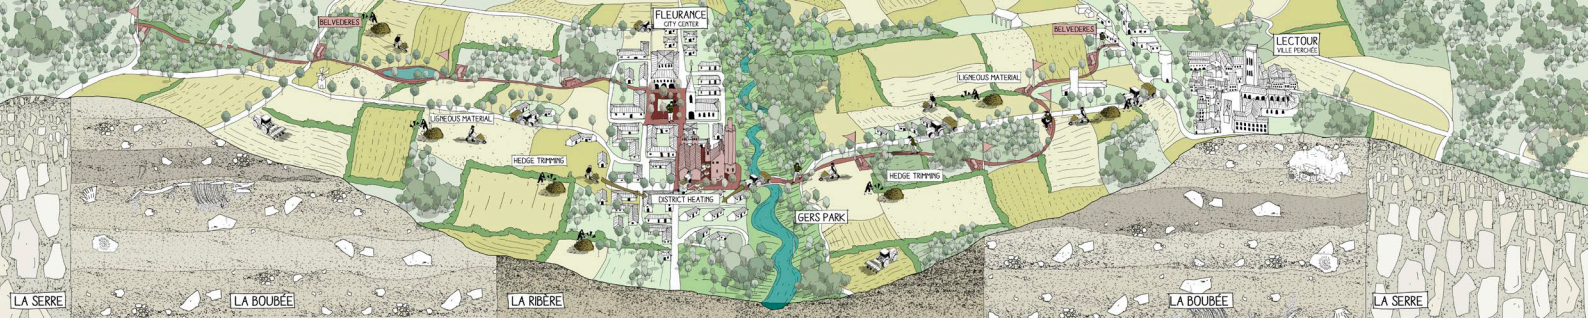 BELVEDERES
FLEURANCE
CITY CENTER
BELVEDERES
LECTOUR
VILLE PERCHÉE
LIGNEOUS MATERIAL
LIGNEOUS MATERIAL
HEDGE TRIMMING
HEDGE TRIMMING
DISTRICT HEATING
GERS PARK
LA SERRE
LA BOUBÉE
LA RIBÈRE
LA BOUBÉE
LA SERRE